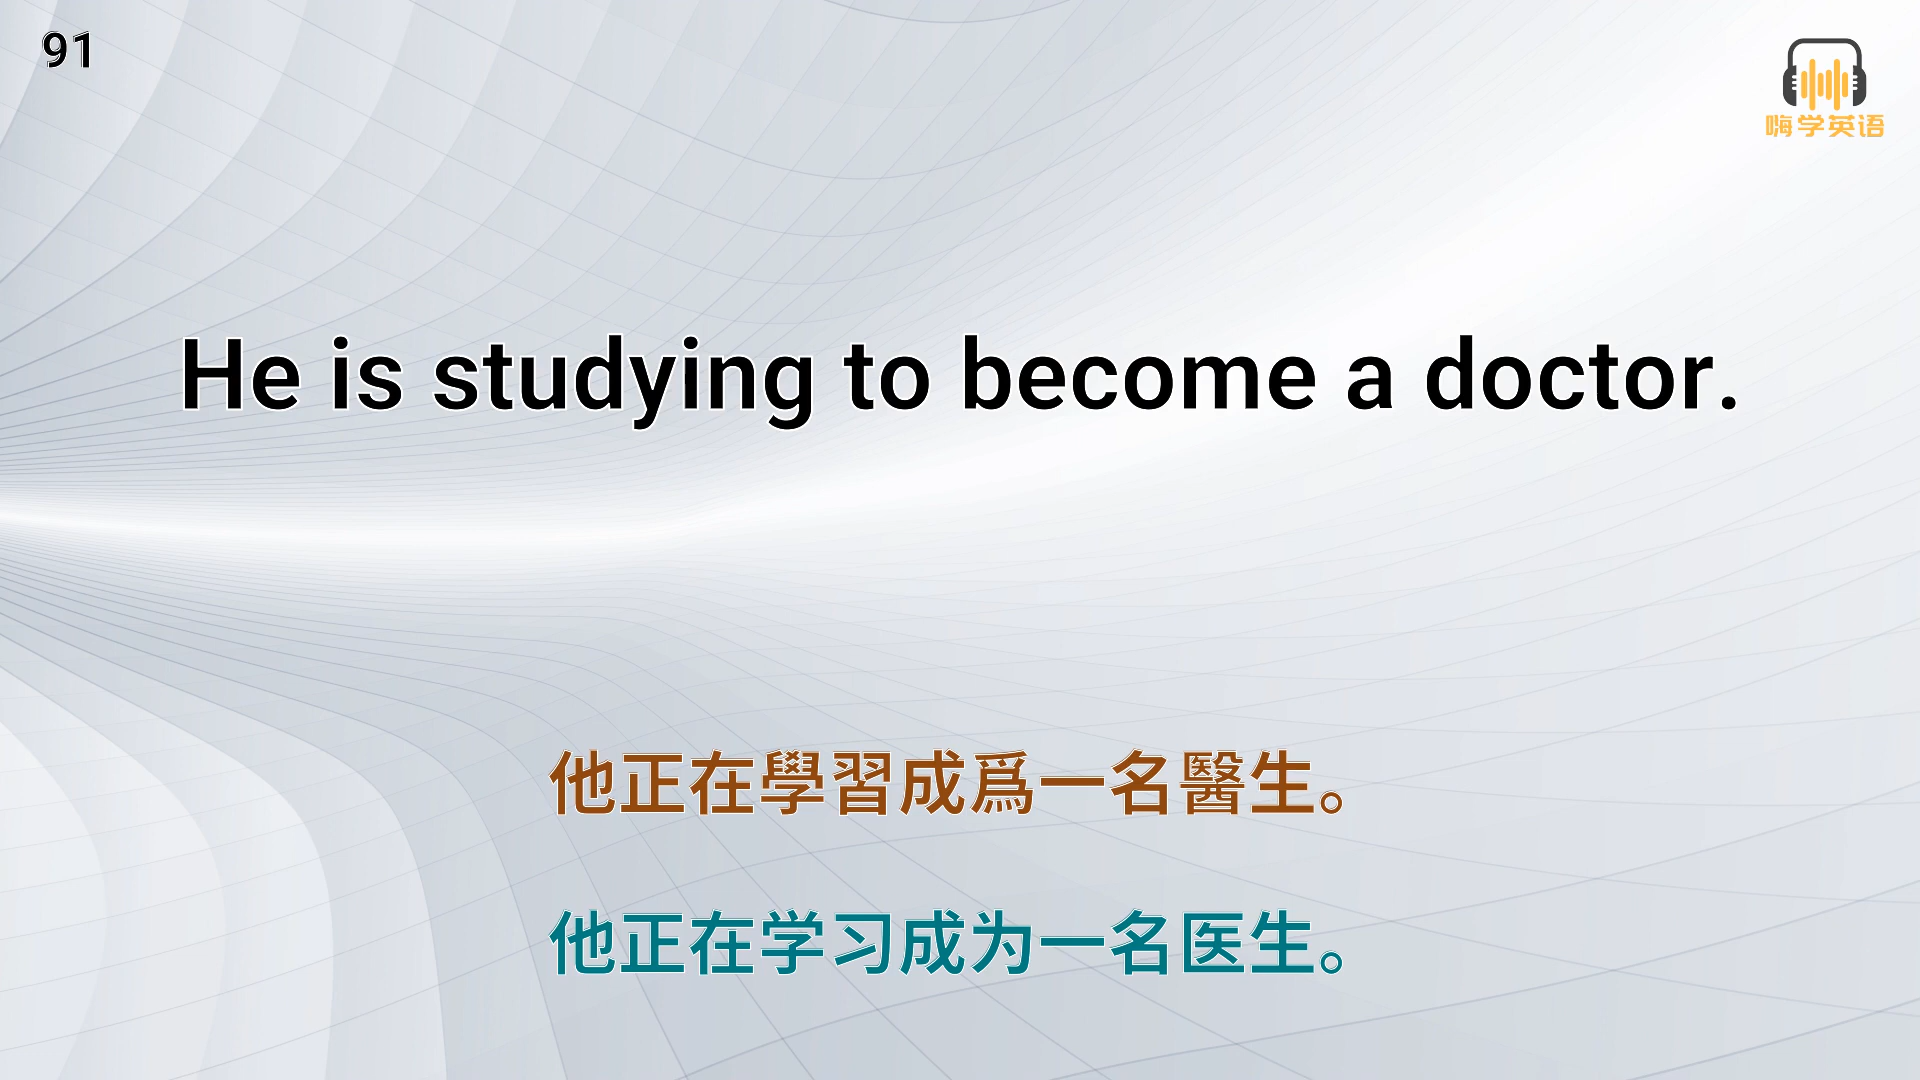 91
嗨学英语
He is studying to become a doctor.
他正在學習成爲一名醫生。
他正在学习成为一名医生。